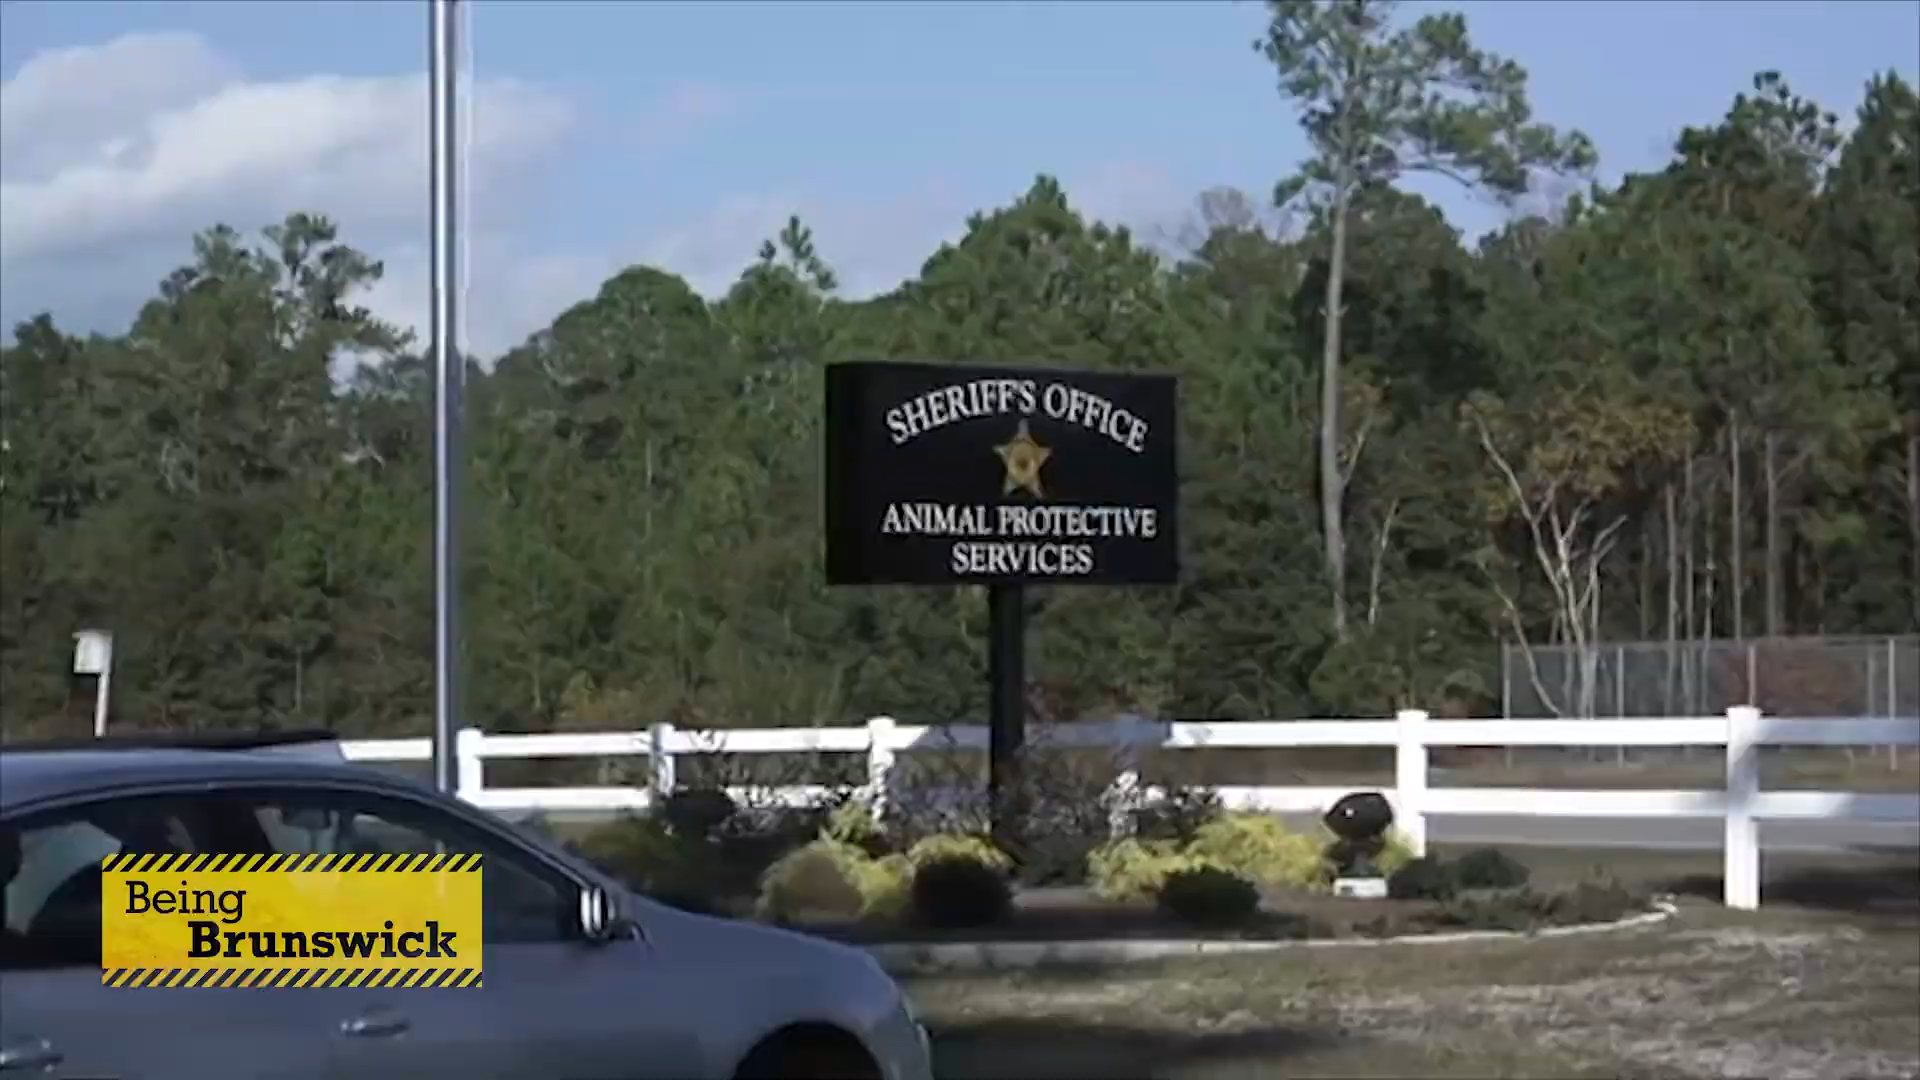 SHERIFF'S OFFICE
ANIMAL PROTECTIVE
SERVICES
Being
Brunswick